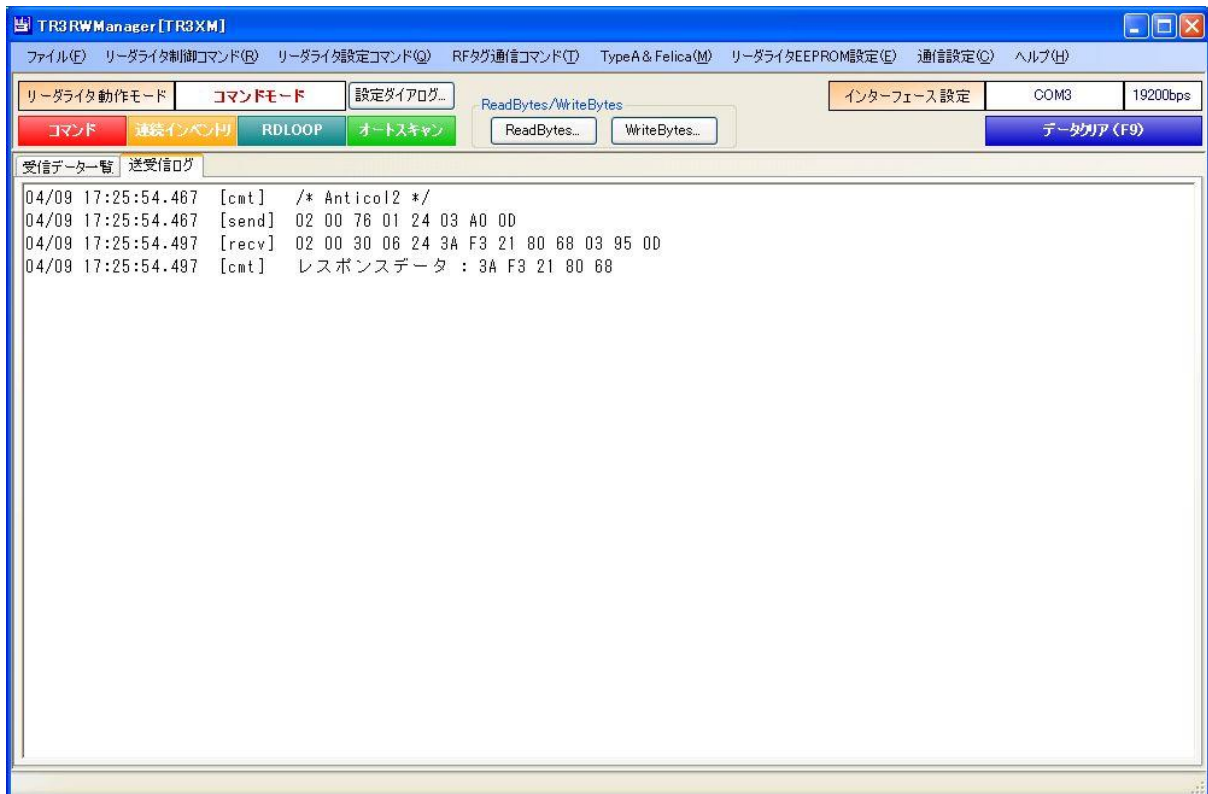 TR3RWManager[TR3XM]
ファイル(F) リーダライタ制御コマンド(R) リーダライタ設定コマンド(Q) RFタグ通信コマンド(T) TypeA & Felica(M) リーダライタEEPROM設定(E) 通信設定(C) ヘルプ(H)
リーダライタ動作モード コマンドモード 設定ダイアログ... ReadBytes/WriteBytes インターフェース設定 COM3 19200bps
コマンド 連続インベントリ RDLOOP オートスキャン ReadBytes... WriteBytes... データクリア (F9)
受信データ一覧 送受信ログ
04/09 17:25:54.467 [cmt] /* Anticol2 */
04/09 17:25:54.467 [send] 02 00 76 01 24 03 A0 0D
04/09 17:25:54.497 [recv] 02 00 30 06 24 3A F3 21 80 68 03 95 0D
04/09 17:25:54.497 [cmt] レスポンスデータ : 3A F3 21 80 68